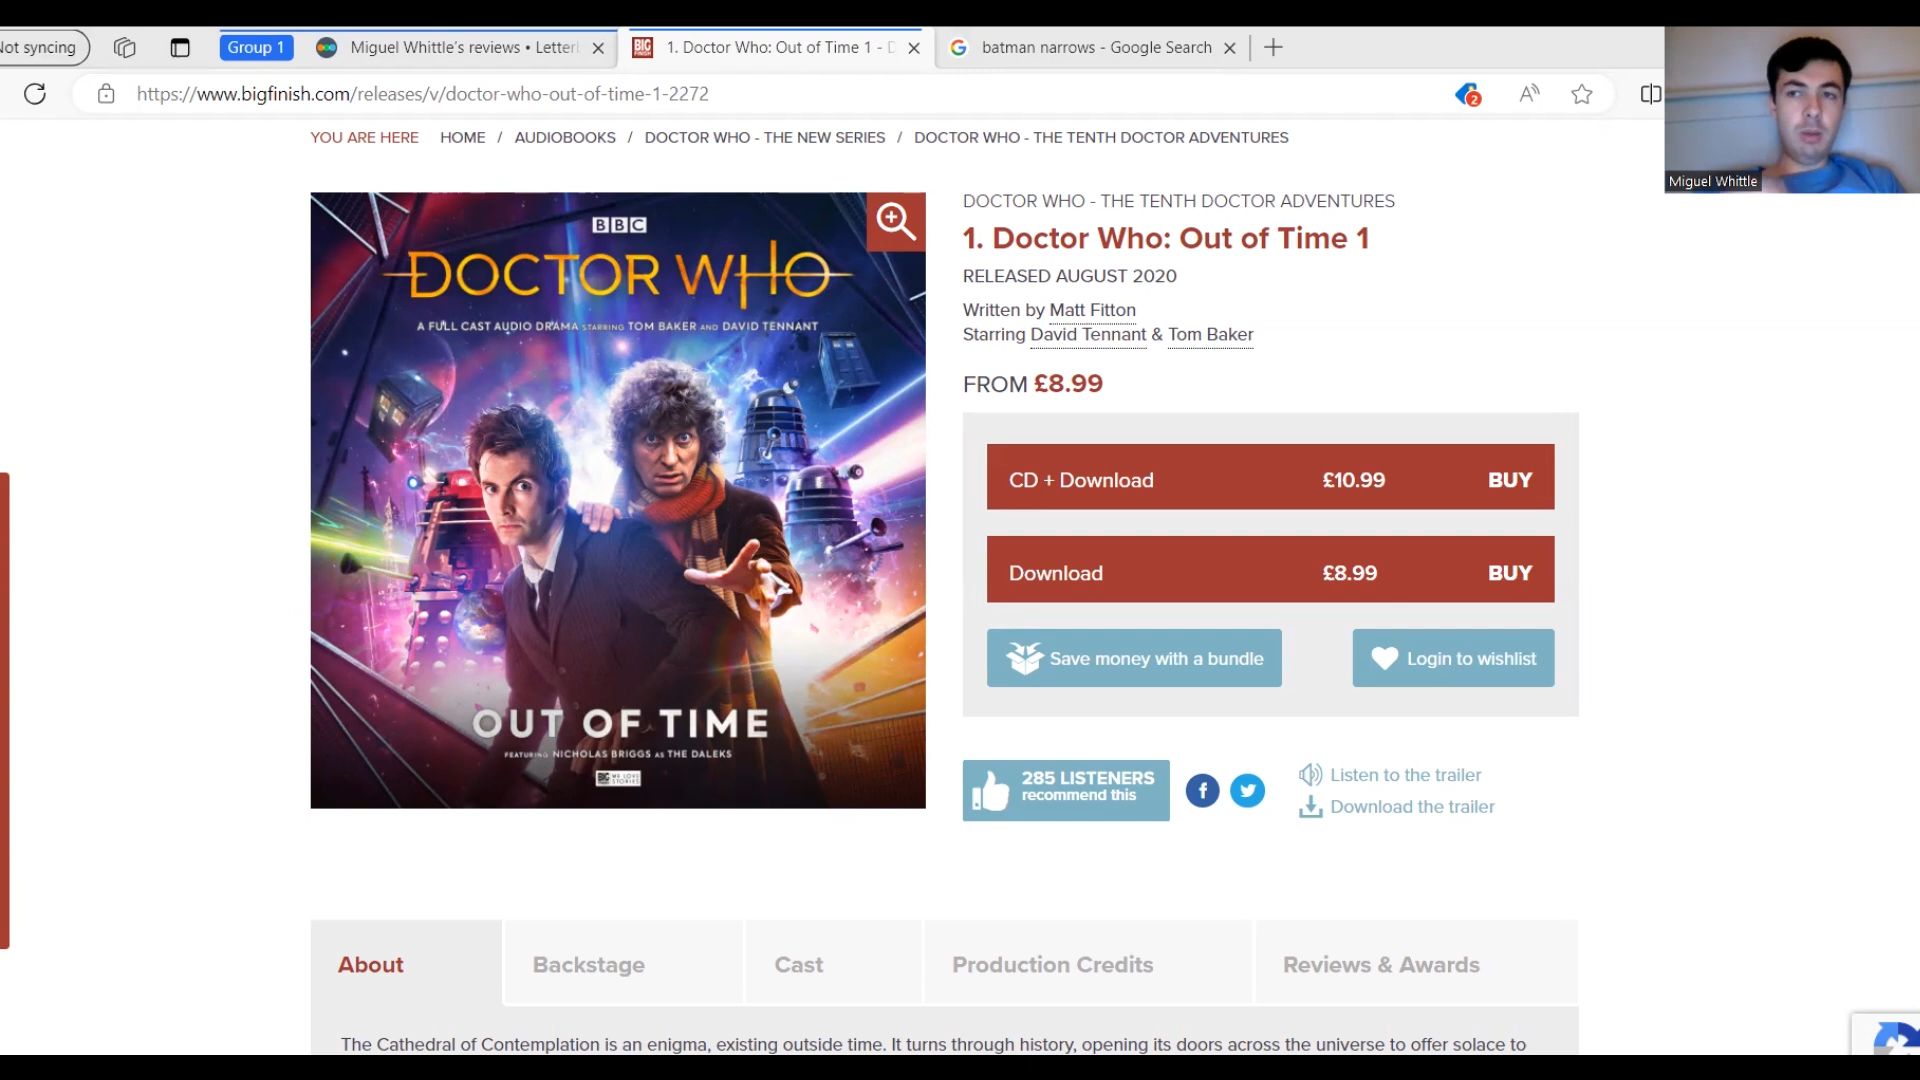 Not syncing
Group 1
Miguel Whittle's reviews • Letter
1. Doctor Who: Out of Time 1 - D
batman narrows - Google Search
https://www.bigfinish.com/releases/v/doctor-who-out-of-time-1-2272
2
Miguel Whittle
YOU ARE HERE HOME / AUDIOBOOKS / DOCTOR WHO - THE NEW SERIES / DOCTOR WHO - THE TENTH DOCTOR ADVENTURES
BBC
DOCTOR WHO
A FULL CAST AUDIO DRAMA STARRING TOM BAKER AND DAVID TENNANT
OUT OF TIME
FEATURING NICHOLAS BRIGGS AS THE DALEKS
BIG FINISH WE LOVE STORIES
DOCTOR WHO - THE TENTH DOCTOR ADVENTURES
1. Doctor Who: Out of Time 1
RELEASED AUGUST 2020
Written by Matt Fitton
Starring David Tennant & Tom Baker
FROM £8.99
CD + Download £10.99 BUY
Download £8.99 BUY
Save money with a bundle
Login to wishlist
285 LISTENERS
recommend this
Listen to the trailer
Download the trailer
About
Backstage
Cast
Production Credits
Reviews & Awards
The Cathedral of Contemplation is an enigma, existing outside time. It turns through history, opening its doors across the universe to offer solace to